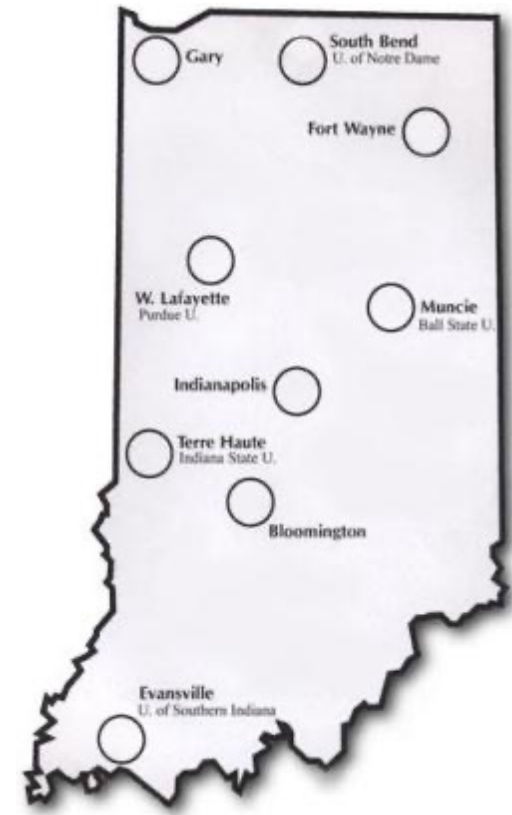 Gary
South Bend
U. of Notre Dame
Fort Wayne
W. Lafayette
Purdue U.
Muncie
Ball State U.
Indianapolis
Terre Haute
Indiana State U.
Bloomington
Evansville
U. of Southern Indiana